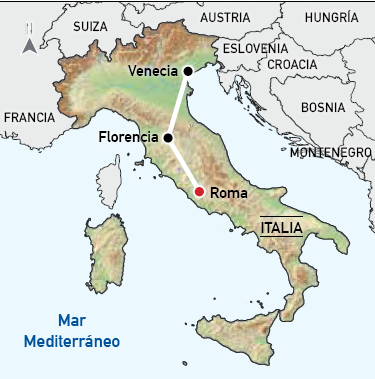 SUIZA
AUSTRIA
HUNGRÍA
ESLOVENIA
CROACIA
Venecia
BOSNIA
FRANCIA
Florencia
MONTENEGRO
Roma
ITALIA
Mar
Mediterráneo